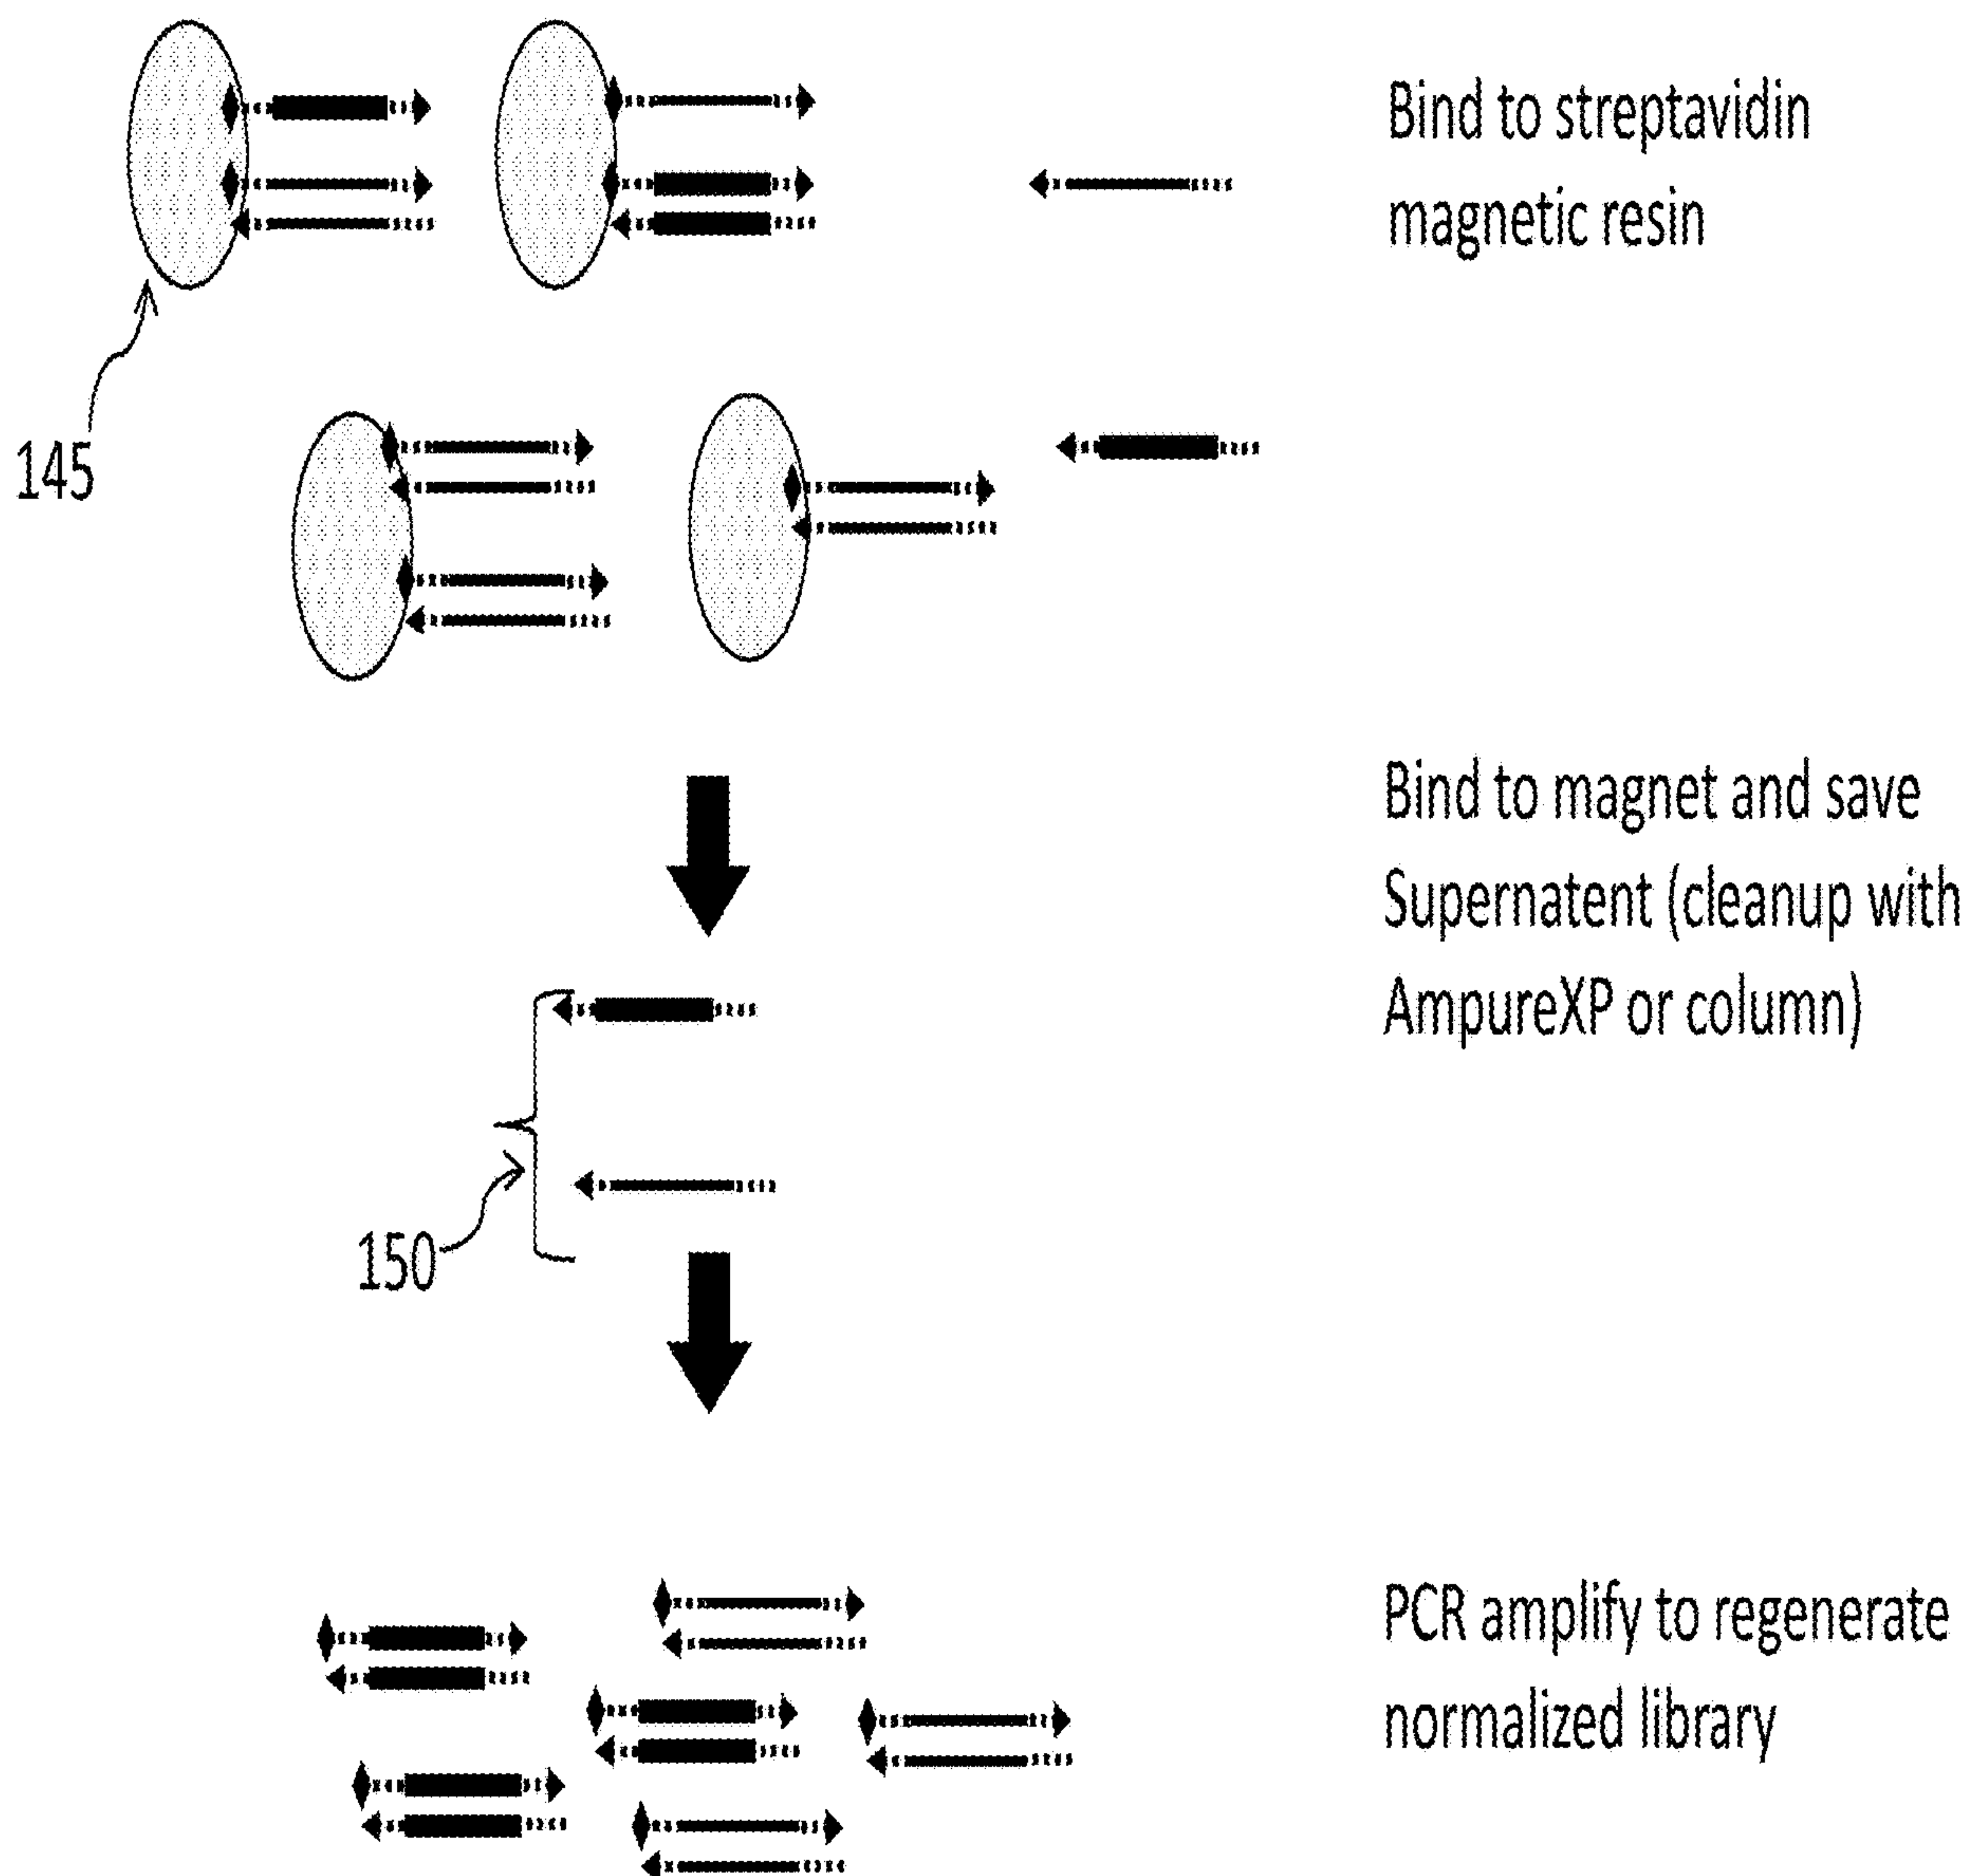 Bind to streptavidin
magnetic resin
145
Bind to magnet and save
Supernatent (cleanup with
AmpureXP or column)
150
PCR amplify to regenerate
normalized library